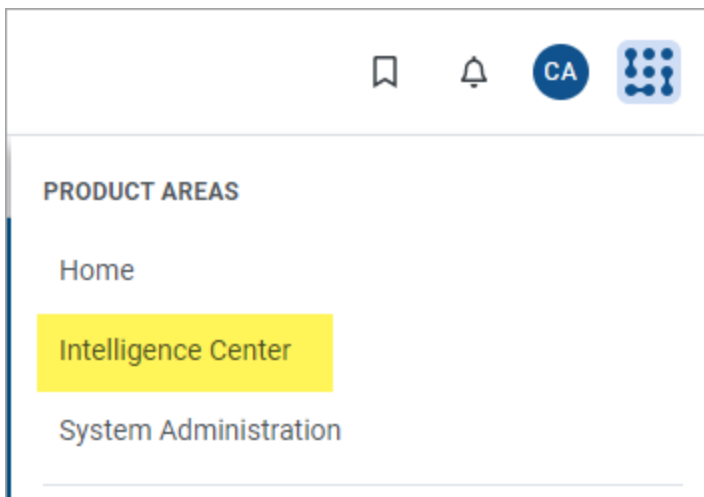 CA
PRODUCT AREAS
Home
Intelligence Center
System Administration